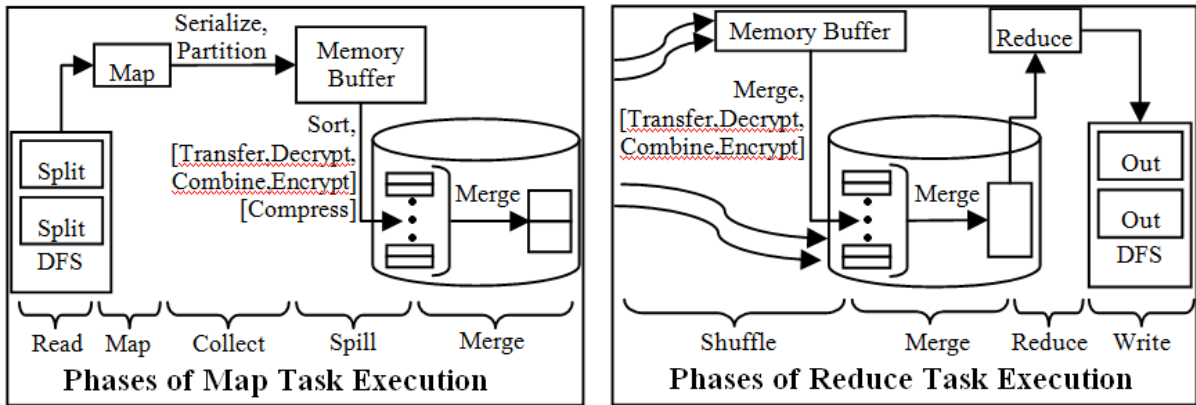 Serialize,
Partition
Map
Memory
Buffer
Sort,
[Transfer,Decrypt,
Combine,Encrypt]
[Compress]
Split
Split
DFS
Merge
Read
Map
Collect
Spill
Merge
Phases of Map Task Execution
Memory Buffer
Reduce
Merge,
[Transfer,Decrypt,
Combine,Encrypt]
Merge
Out
Out
DFS
Shuffle
Merge
Reduce
Write
Phases of Reduce Task Execution